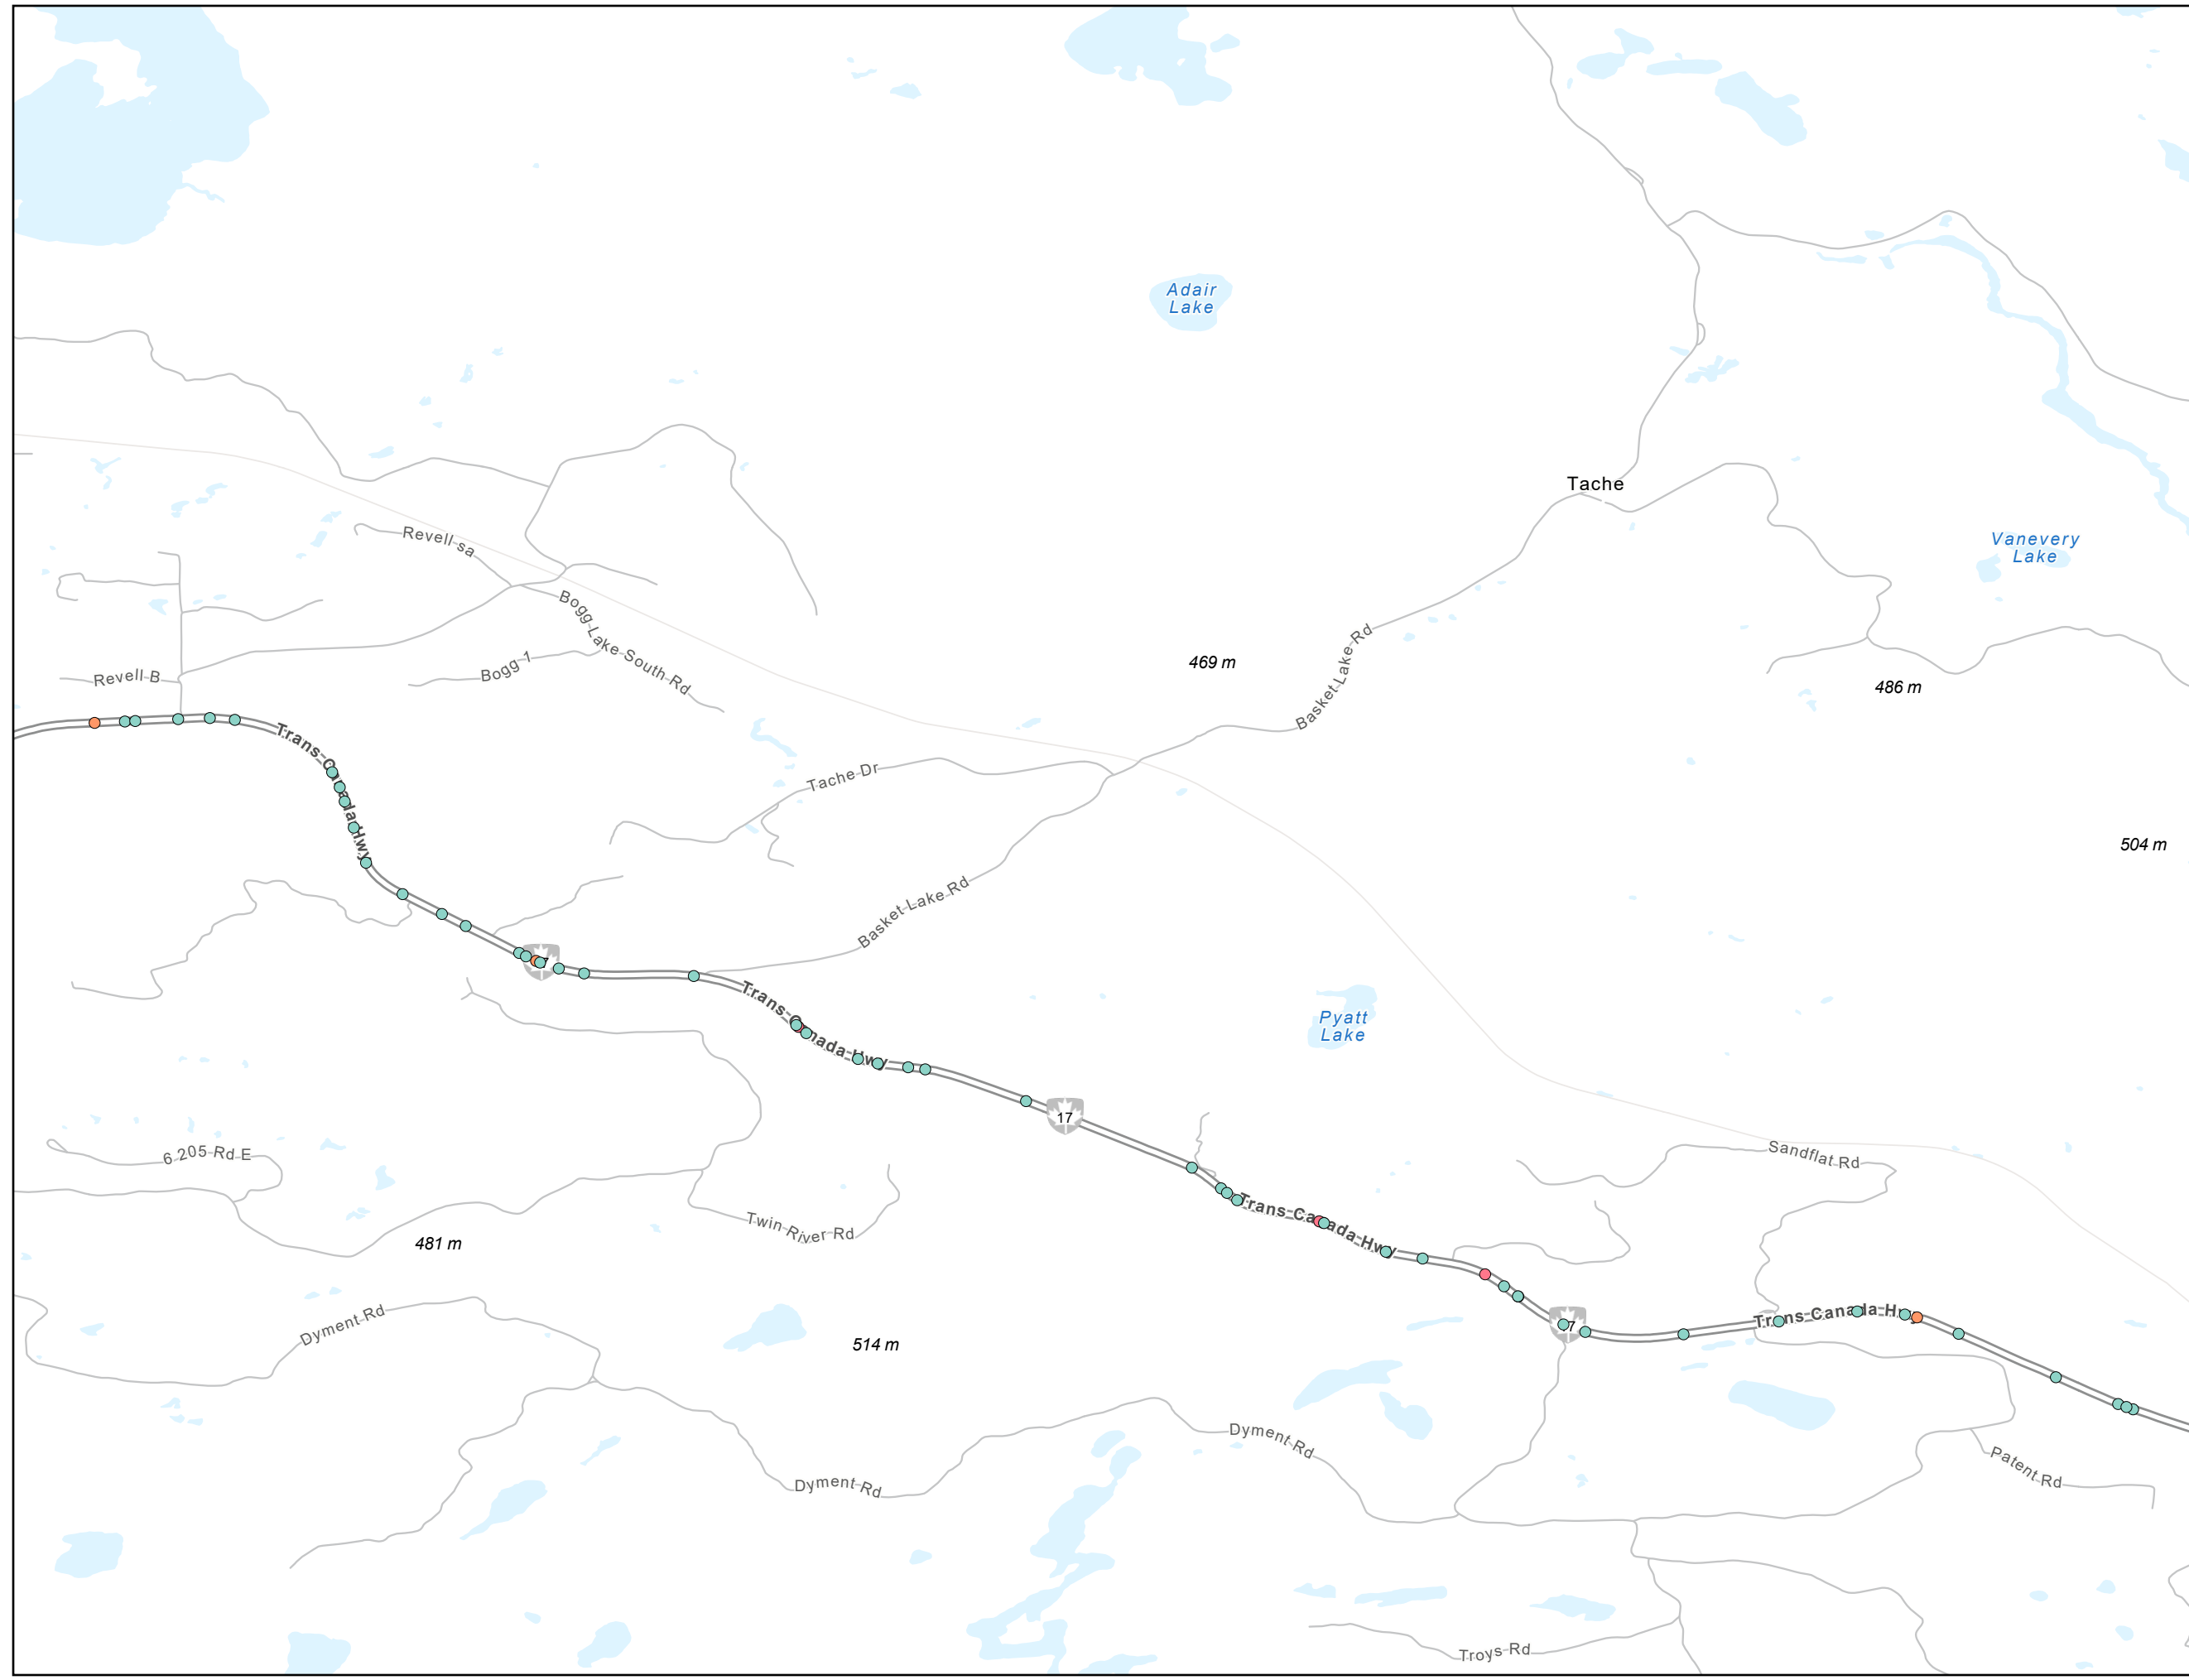 Adair
Lake
Tache
Revell sa
Vanevery
Lake
Bogg Lake South Rd
Basket Lake Rd
Bogg 1
469 m
Revell B
486 m
Trans-Canada Hwy
Tache Dr
504 m
Basket Lake Rd
17
Trans-Canada Hwy
Pyatt
Lake
17
Sandflat Rd
6 205 Rd E
Trans Canada Hwy
Twin River Rd
481 m
Dyment Rd
17
Trans Canada Hwy
514 m
Dyment Rd
Patent Rd
Dyment Rd
Troys Rd